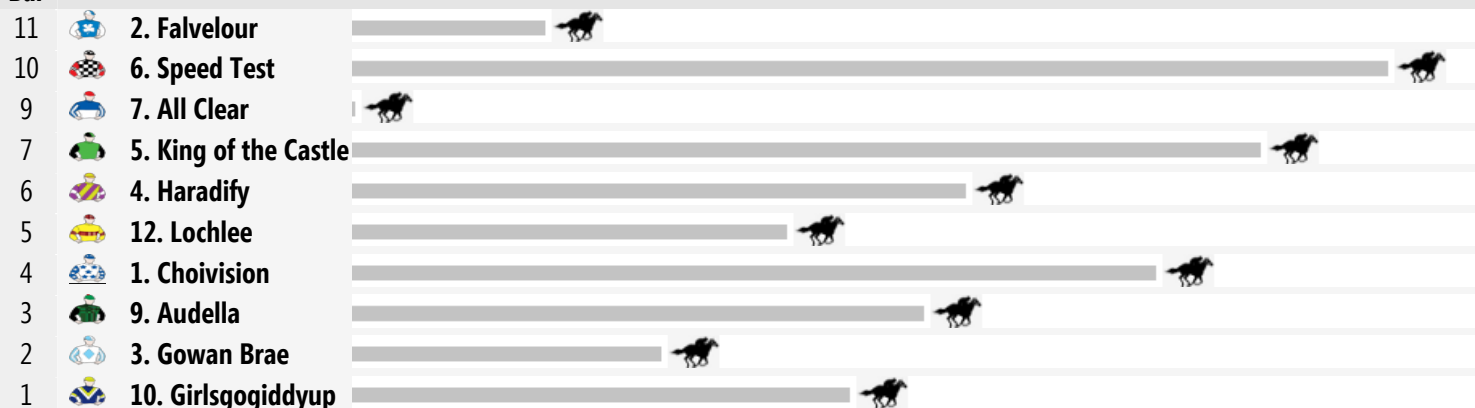 11 2. Falvelour
10 6. Speed Test
9 7. All Clear
7 5. King of the Castle
6 4. Haradify
5 12. Lochlee
4 1. Choivision
3 9. Audella
2 3. Gowan Brae
1 10. Girlsgogiddyup